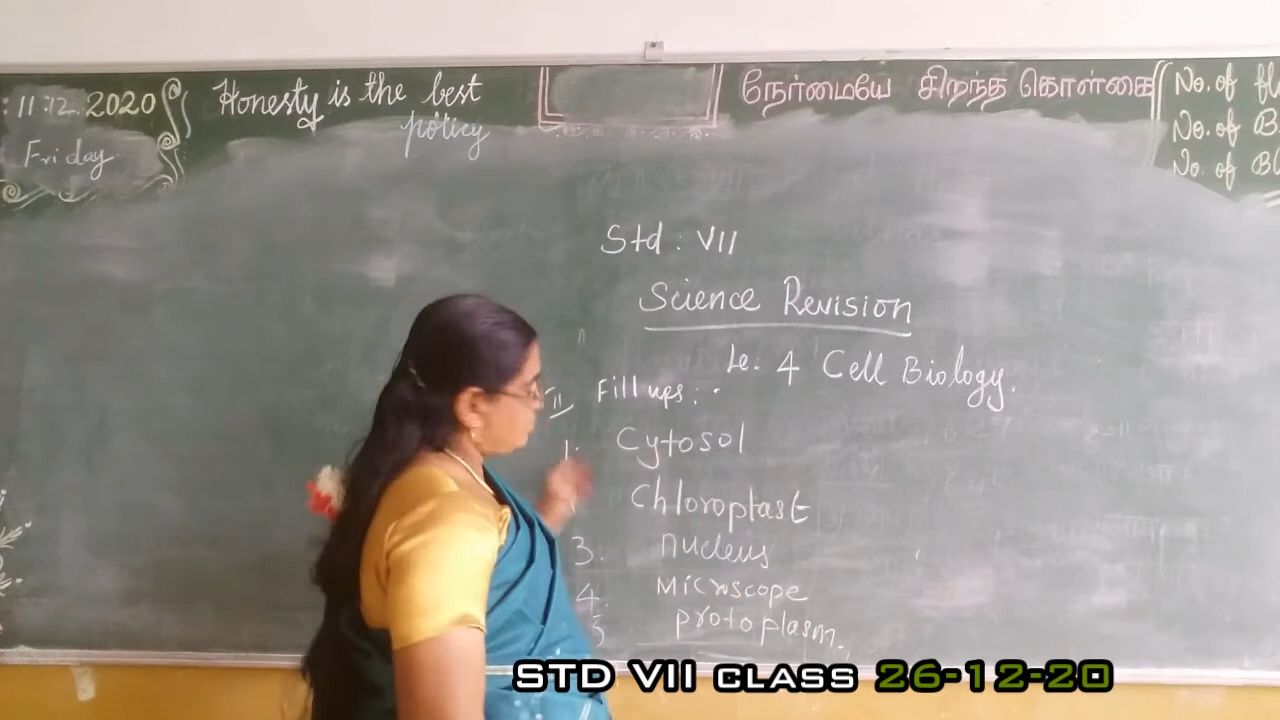 11.12.2020
Friday
Honesty is the best
policy
நேர்மையே சிறந்த கொள்கை
No. of
No. of B
No. of
Std : VII
Science Revision
Le: 4 Cell Biology.
II Fill ups :
1. Cytosol
Chloroplast
3. nucleus
4. Microscope
5 protoplasm.
STD VII CLASS 26-12-20